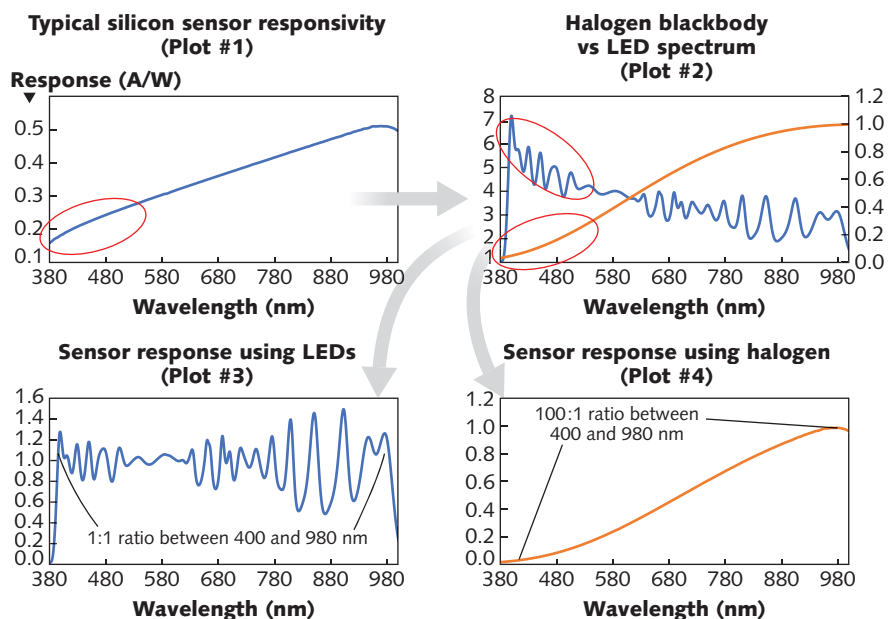 Typical silicon sensor responsivity
(Plot #1)
Response (A/W)
0.5
0.3
0.2
0.1
380 480 580 680 780 880 980
Wavelength (nm)
Halogen blackbody
vs LED spectrum
(Plot #2)
8
7
6
5
4
3
2
1
1.2
1.0
0.8
0.6
0.4
0.2
0.0
380 480 580 680 780 880 980
Wavelength (nm)
Sensor response using LEDs
(Plot #3)
1.6
1.4
1.2
1.0
0.8
0.6
0.4
0.2
0.0
1:1 ratio between 400 and 980 nm
380 480 580 680 780 880 980
Wavelength (nm)
Sensor response using halogen
(Plot #4)
1.2
1.0
0.8
0.6
0.4
0.2
0.0
100:1 ratio between
400 and 980 nm
380 480 580 680 780 880 980
Wavelength (nm)